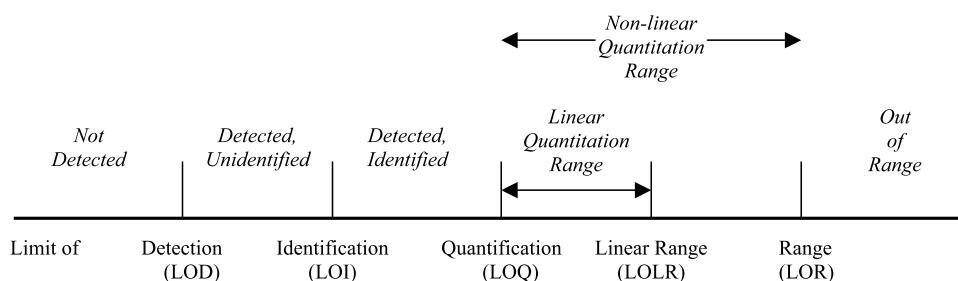 Non-linear
Quantitation
Range
Not
Detected
Detected,
Unidentified
Detected,
Identified
Linear
Quantitation
Range
Out
of
Range
Limit of
Detection
(LOD)
Identification
(LOI)
Quantification
(LOQ)
Linear Range
(LOLR)
Range
(LOR)